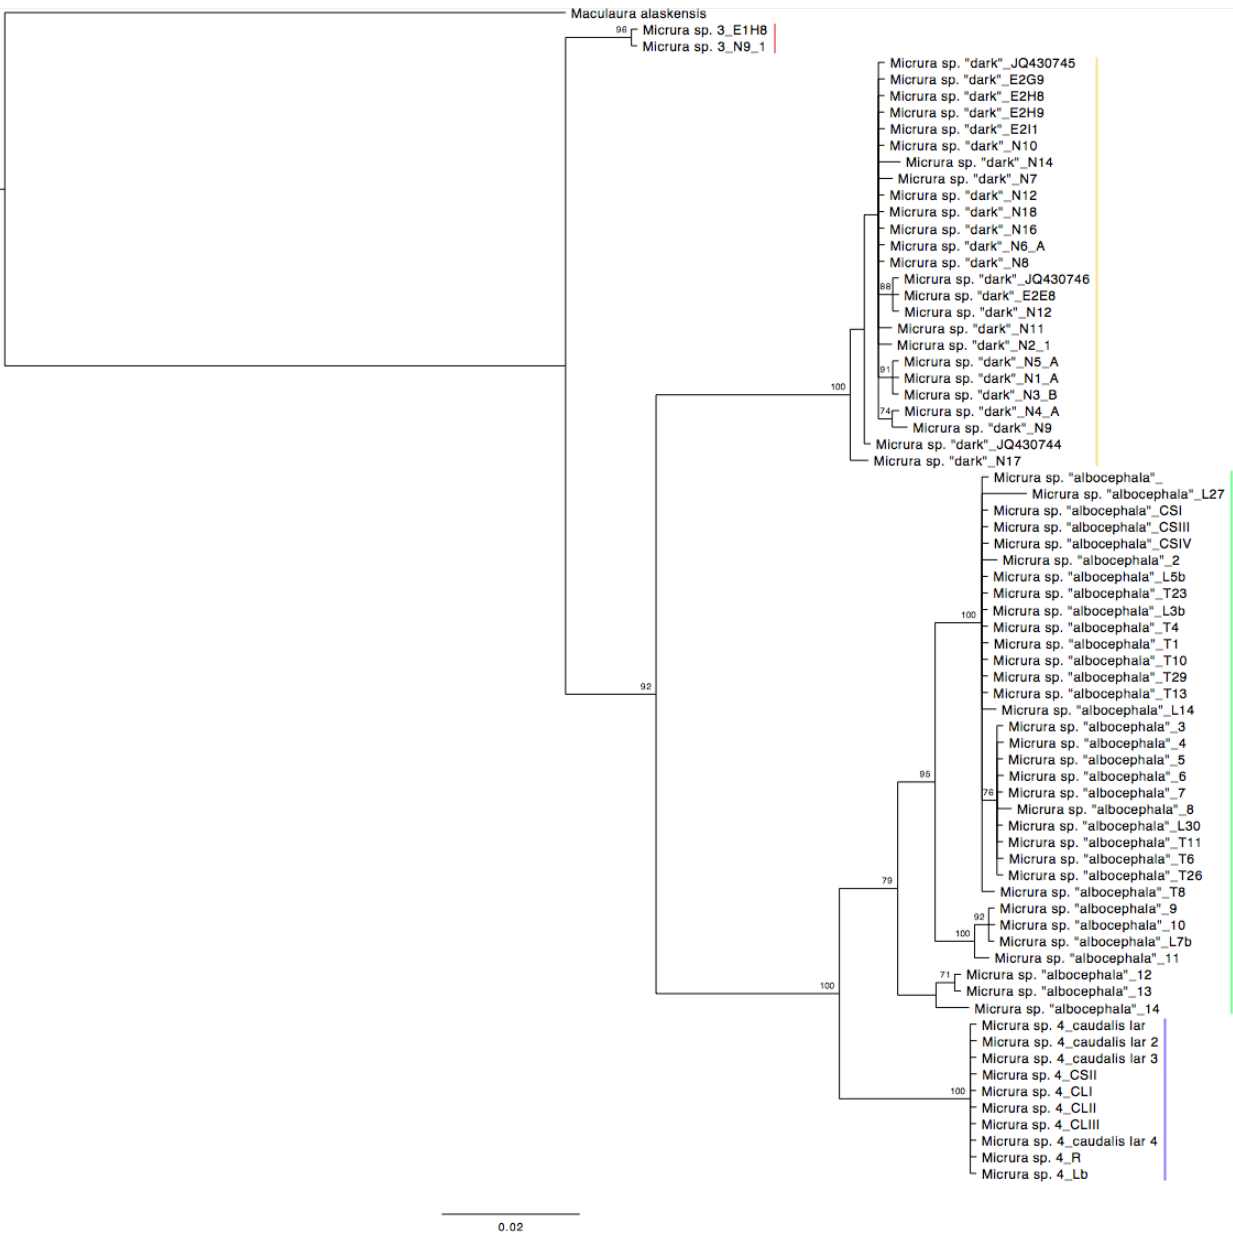 Maculaura alaskensis
96
Micrura sp. 3_E1H8
Micrura sp. 3_N9_1
Micrura sp. "dark"_JQ430745
Micrura sp. "dark"_E2G9
Micrura sp. "dark"_E2H8
Micrura sp. "dark"_E2H9
Micrura sp. "dark"_E2I1
Micrura sp. "dark"_N10
Micrura sp. "dark"_N14
Micrura sp. "dark"_N7
Micrura sp. "dark"_N12
Micrura sp. "dark"_N18
Micrura sp. "dark"_N16
Micrura sp. "dark"_N6_A
Micrura sp. "dark"_N8
Micrura sp. "dark"_JQ430746
88
Micrura sp. "dark"_E2E8
Micrura sp. "dark"_N12
Micrura sp. "dark"_N11
Micrura sp. "dark"_N2_1
Micrura sp. "dark"_N5_A
91
Micrura sp. "dark"_N1_A
Micrura sp. "dark"_N3_B
100
74
Micrura sp. "dark"_N4_A
Micrura sp. "dark"_N9
Micrura sp. "dark"_JQ430744
Micrura sp. "dark"_N17
Micrura sp. "albocephala"_
Micrura sp. "albocephala"_L27
Micrura sp. "albocephala"_CSI
Micrura sp. "albocephala"_CSIII
Micrura sp. "albocephala"_CSIV
Micrura sp. "albocephala"_2
Micrura sp. "albocephala"_L5b
Micrura sp. "albocephala"_T23
Micrura sp. "albocephala"_L3b
100
Micrura sp. "albocephala"_T4
Micrura sp. "albocephala"_T1
Micrura sp. "albocephala"_T10
Micrura sp. "albocephala"_T29
92
Micrura sp. "albocephala"_T13
Micrura sp. "albocephala"_L14
Micrura sp. "albocephala"_3
Micrura sp. "albocephala"_4
Micrura sp. "albocephala"_5
95
Micrura sp. "albocephala"_6
76
Micrura sp. "albocephala"_7
Micrura sp. "albocephala"_8
Micrura sp. "albocephala"_L30
Micrura sp. "albocephala"_T11
Micrura sp. "albocephala"_T6
Micrura sp. "albocephala"_T26
79
Micrura sp. "albocephala"_T8
92
Micrura sp. "albocephala"_9
Micrura sp. "albocephala"_10
100
Micrura sp. "albocephala"_L7b
Micrura sp. "albocephala"_11
71
Micrura sp. "albocephala"_12
100
Micrura sp. "albocephala"_13
Micrura sp. "albocephala"_14
Micrura sp. 4_caudalis lar
Micrura sp. 4_caudalis lar 2
Micrura sp. 4_caudalis lar 3
Micrura sp. 4_CSII
100
Micrura sp. 4_CLI
Micrura sp. 4_CLII
Micrura sp. 4_CLIII
Micrura sp. 4_caudalis lar 4
Micrura sp. 4_R
Micrura sp. 4_Lb
0.02